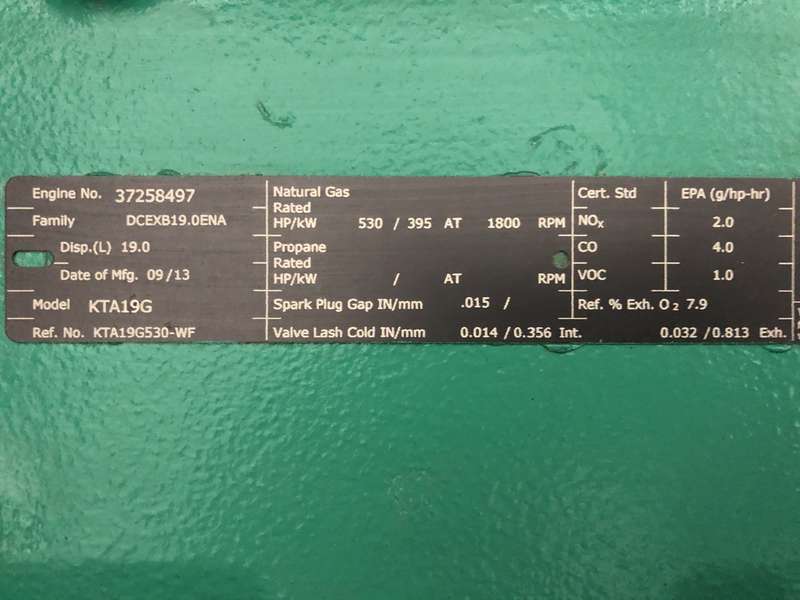 Engine No. 37258497
Family DCEXB19.0ENA
Disp.(L) 19.0
Date of Mfg. 09/13
Model KTA19G
Ref. No. KTA19G530-WF
Natural Gas
Rated
HP/kW 530 / 395 AT 1800 RPM
Propane
Rated
HP/kW / AT RPM
Spark Plug Gap IN/mm .015 /
Valve Lash Cold IN/mm 0.014 / 0.356 Int. 0.032 / 0.813 Exh.
Cert. Std EPA (g/hp-hr)
NOx 2.0
CO 4.0
VOC 1.0
Ref. % Exh. O2 7.9